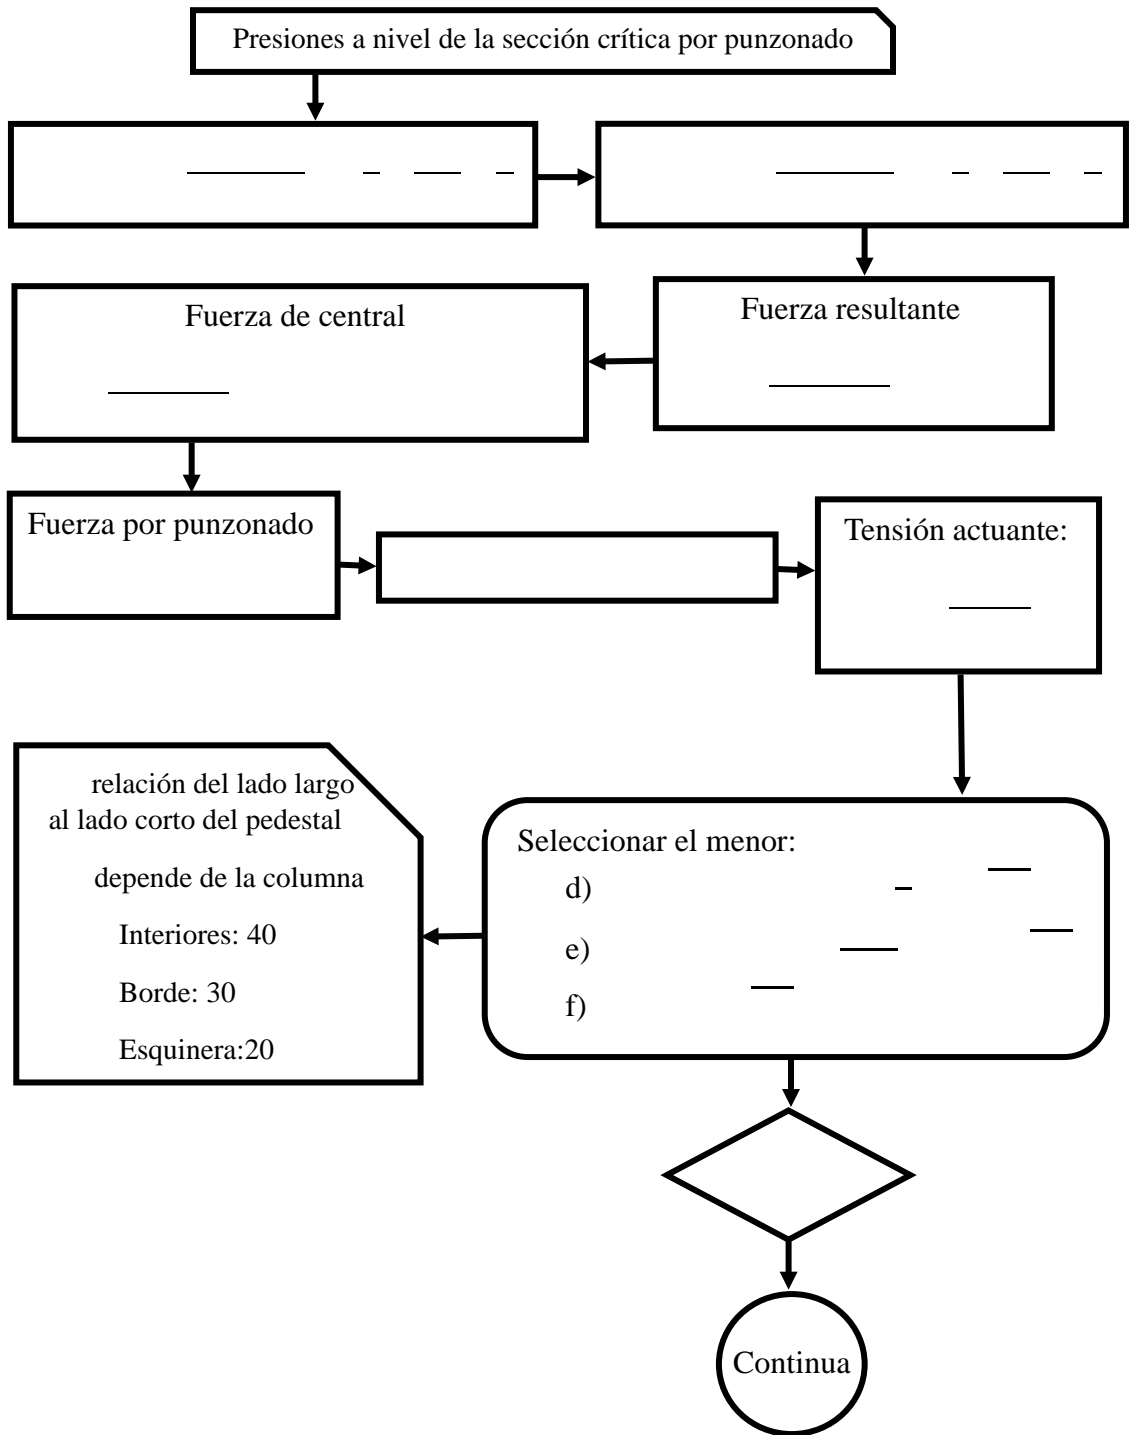 Presiones a nivel de la sección crítica por punzonado
Fuerza de central
Fuerza resultante
Fuerza por punzonado
Tensión actuante:
relación del lado largo
al lado corto del pedestal
depende de la columna
Interiores: 40
Borde: 30
Esquinera:20
Seleccionar el menor:
d)
e)
f)
Continua